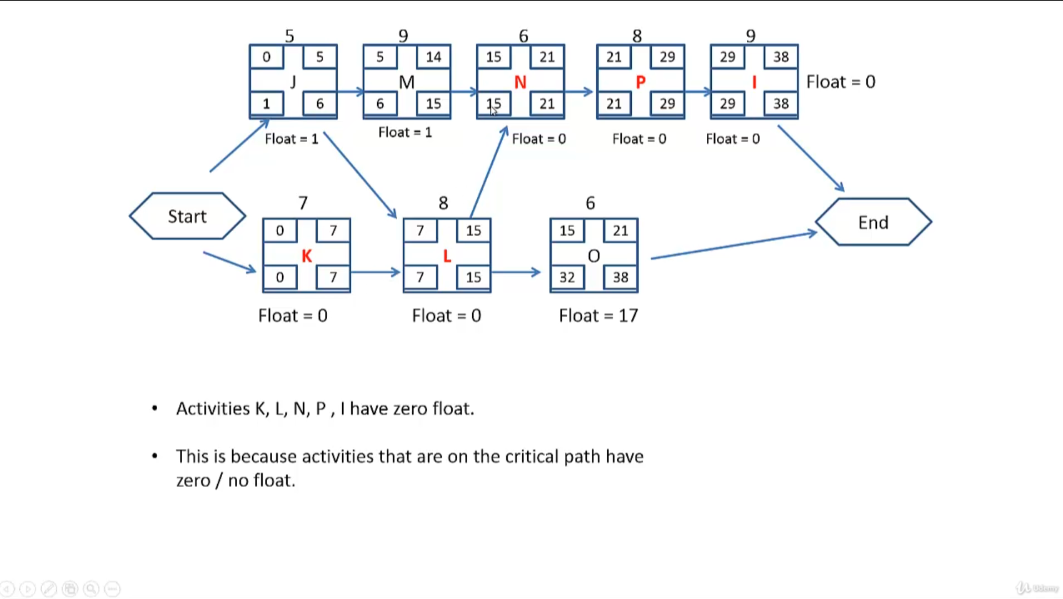 5 9 6 8 9
0 5 5 14 15 21 21 29 29 38
J M N P I Float = 0
1 6 6 15 15 21 21 29 29 38
Float = 1 Float = 1 Float = 0 Float = 0 Float = 0
7 8 6
Start 0 7 7 15 15 21 End
K L O
0 7 7 15 32 38
Float = 0 Float = 0 Float = 17
• Activities K, L, N, P , I have zero float.
• This is because activities that are on the critical path have
zero / no float.
Udemy